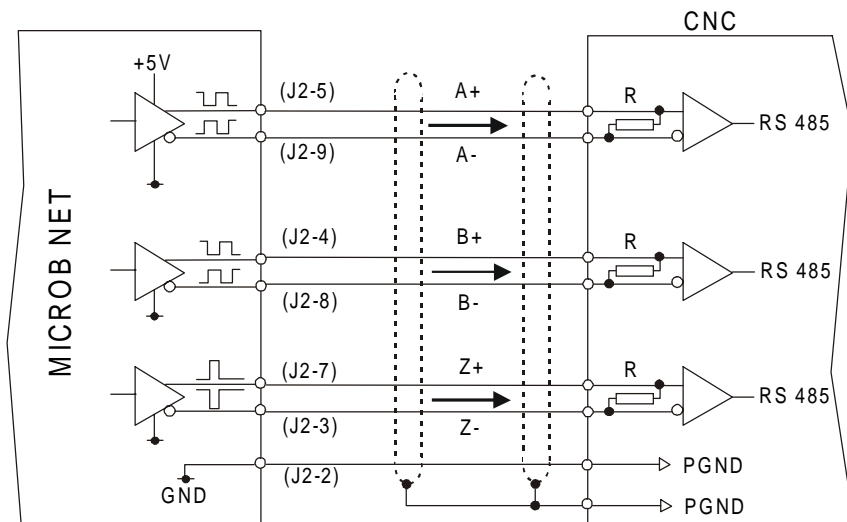 CNC
+5V
(J2-5) A+ R
RS 485
(J2-9) A-
MICROB NET
(J2-4) B+ R
RS 485
(J2-8) B-
(J2-7) Z+ R
RS 485
(J2-3) Z-
GND (J2-2) PGND
PGND